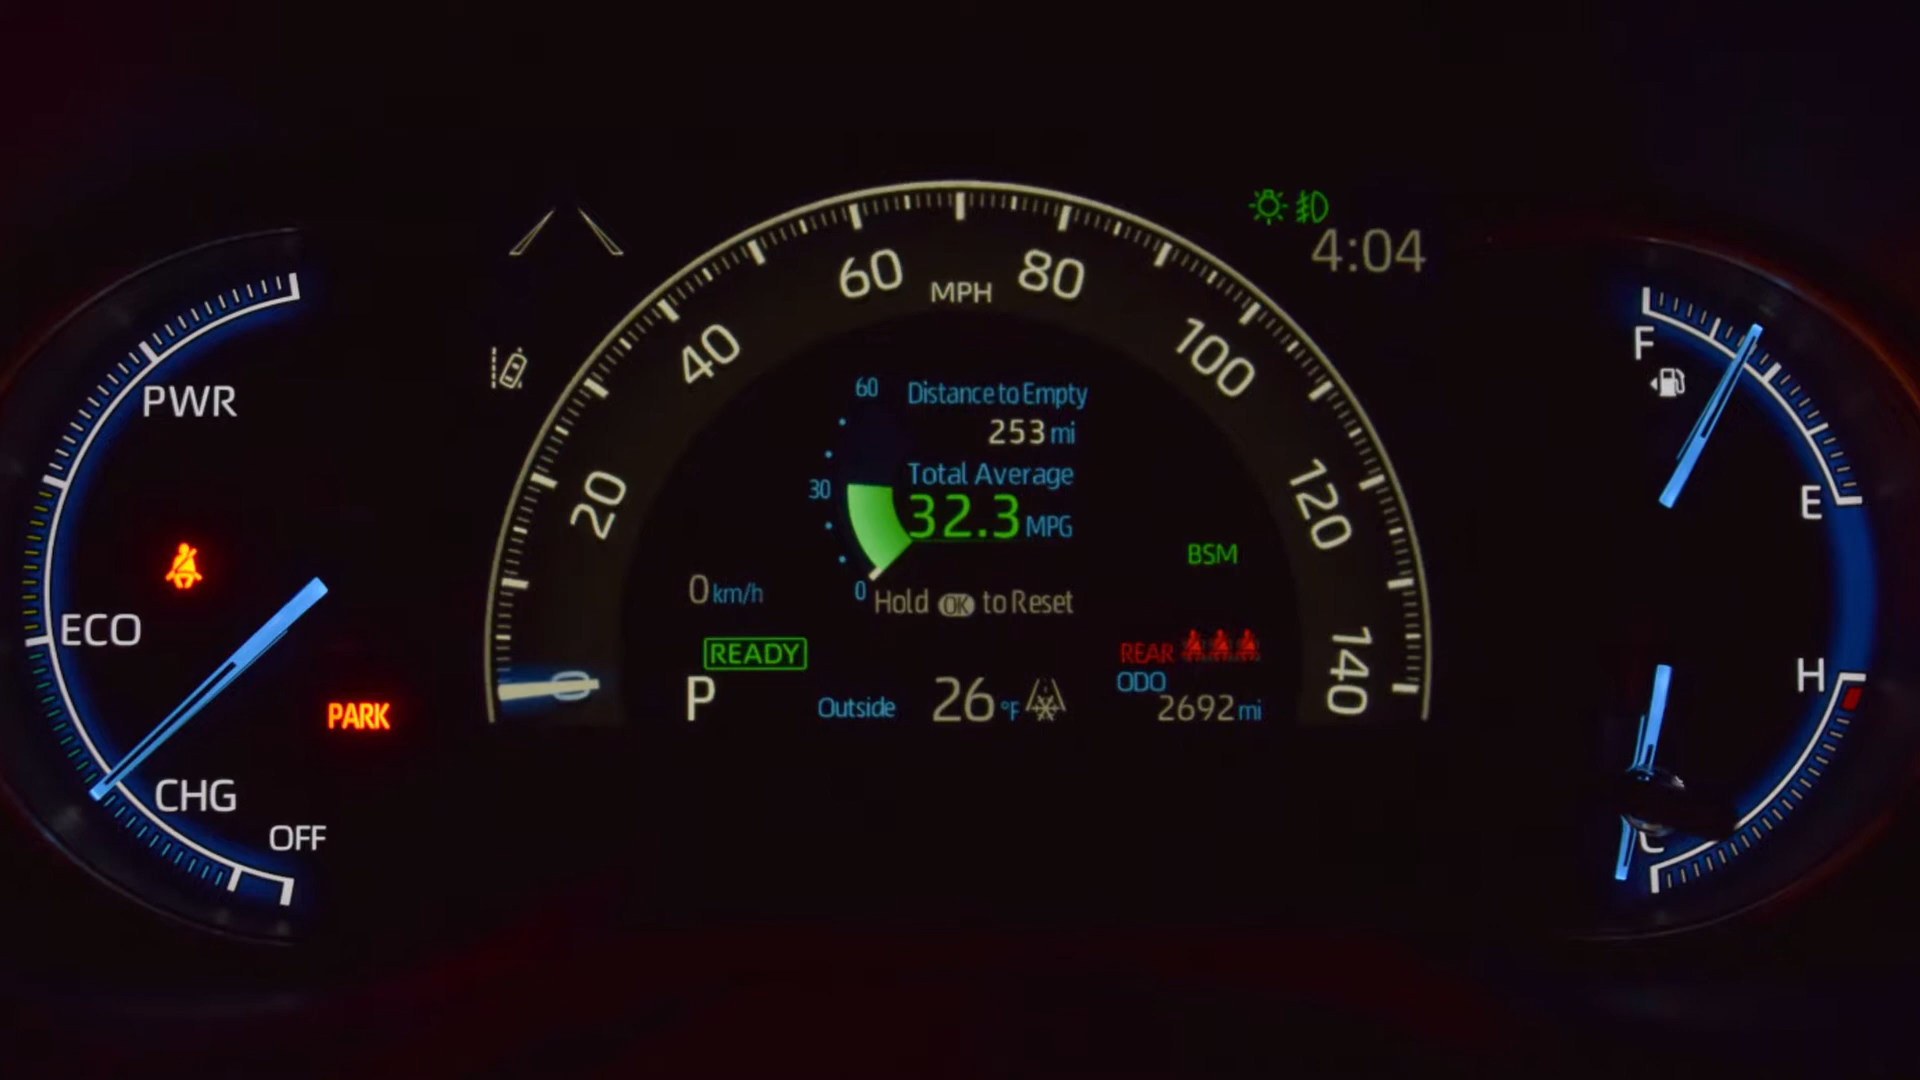 4:04
60 MPH 80
40 100
20 120
0 140
PWR
ECO
CHG
OFF
PARK
60
30
0
Distance to Empty
253 mi
Total Average
32.3 MPG
Hold OK to Reset
0 km/h
READY
P
Outside 26 °F
BSM
REAR
ODO
2692 mi
F
E
H
C